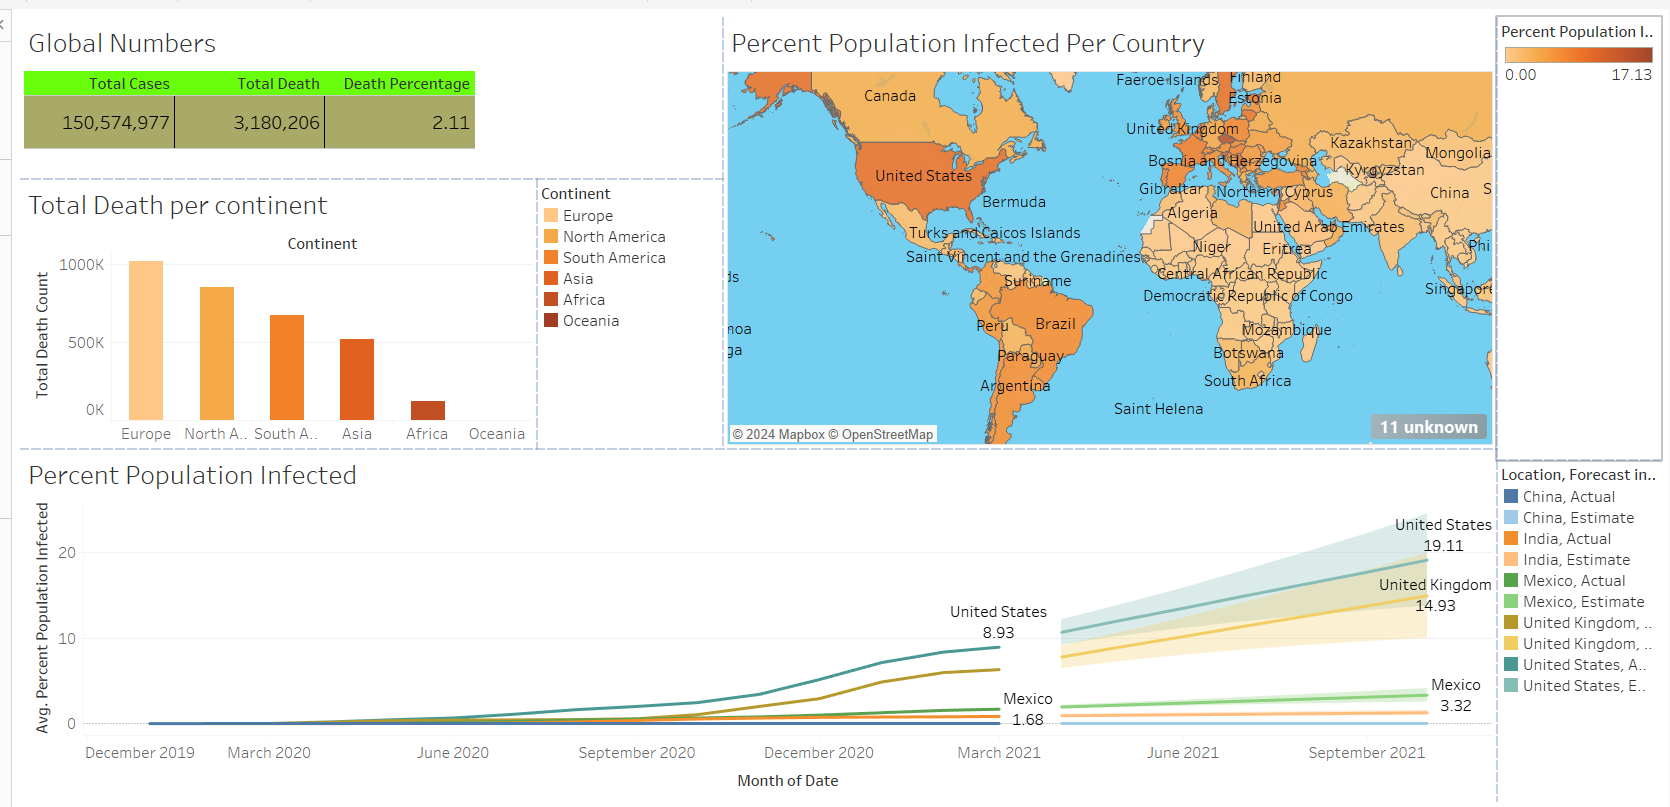 Global Numbers
Total Cases Total Death Death Percentage
150,574,977 3,180,206 2.11
Total Death per continent
Continent
Total Death Count
1000K
500K
0K
Europe North A.. South A.. Asia Africa Oceania
Continent
Europe
North America
South America
Asia
Africa
Oceania
Percent Population Infected Per Country
Faeroe Islands
Finland
Canada
Estonia
United Kingdom
Kazakhstan
Mongolia
Bosnia and Herzegovina
Kyrgyzstan
United States
Gibraltar
Northern Cyprus
China
S
Bermuda
Algeria
Turks and Caicos Islands
United Arab Emirates
Niger
Eritrea
Phi
Saint Vincent and the Grenadines
ds
Suriname
Central African Republic
Democratic Republic of Congo
Singapore
noa
Peru
Brazil
Mozambique
ga
Paraguay
Botswana
Argentina
South Africa
Saint Helena
© 2024 Mapbox © OpenStreetMap
11 unknown
Percent Population I..
0.00 17.13
Percent Population Infected
Avg. Percent Population Infected
20
10
0
United States
8.93
Mexico
1.68
United States
19.11
United Kingdom
14.93
Mexico
3.32
December 2019 March 2020 June 2020 September 2020 December 2020 March 2021 June 2021 September 2021
Month of Date
Location, Forecast in..
China, Actual
China, Estimate
India, Actual
India, Estimate
Mexico, Actual
Mexico, Estimate
United Kingdom, ..
United Kingdom, ..
United States, A..
United States, E..